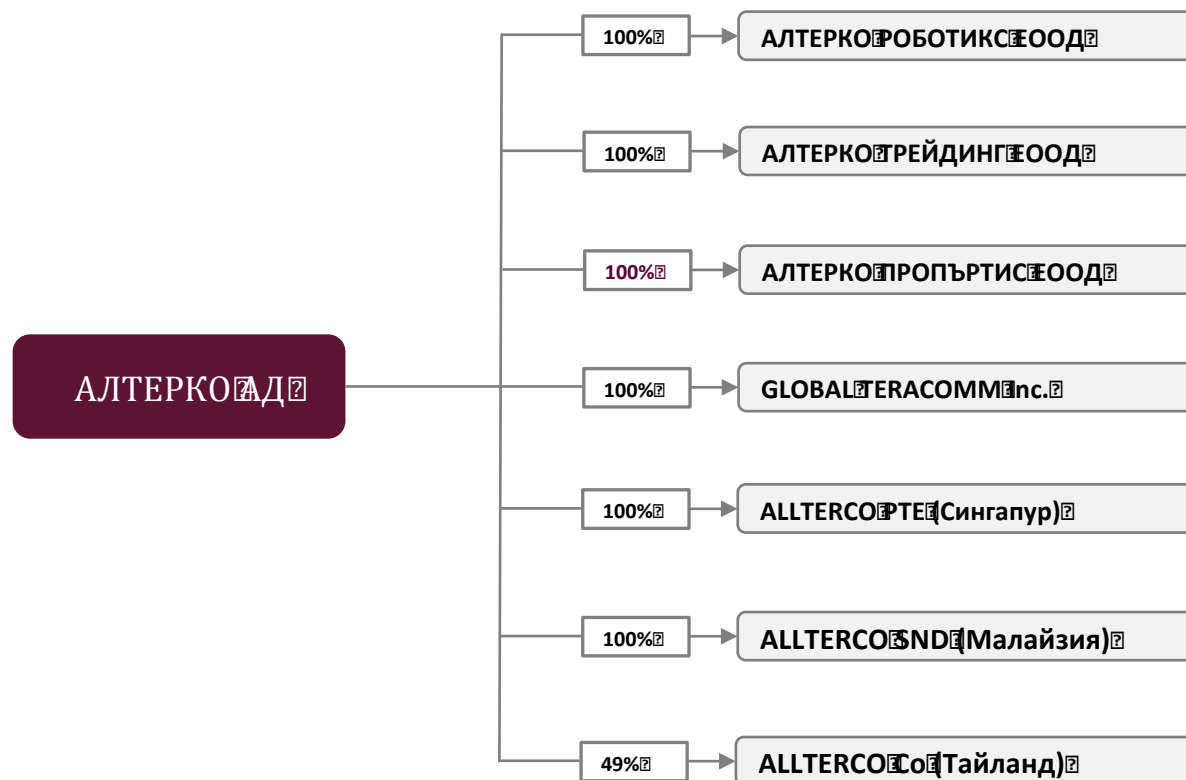 100%
АЛТЕРКО РОБОТИКС ЕООД
100%
АЛТЕРКО ТРЕЙДИНГ ЕООД
100%
АЛТЕРКО ПРОПЪРТИС ЕООД
АЛТЕРКО АД
100%
GLOBAL TERACOMM Inc.
100%
ALLTERCO PTE (Сингапур)
100%
ALLTERCO SND (Малайзия)
49%
ALLTERCO Co (Тайланд)